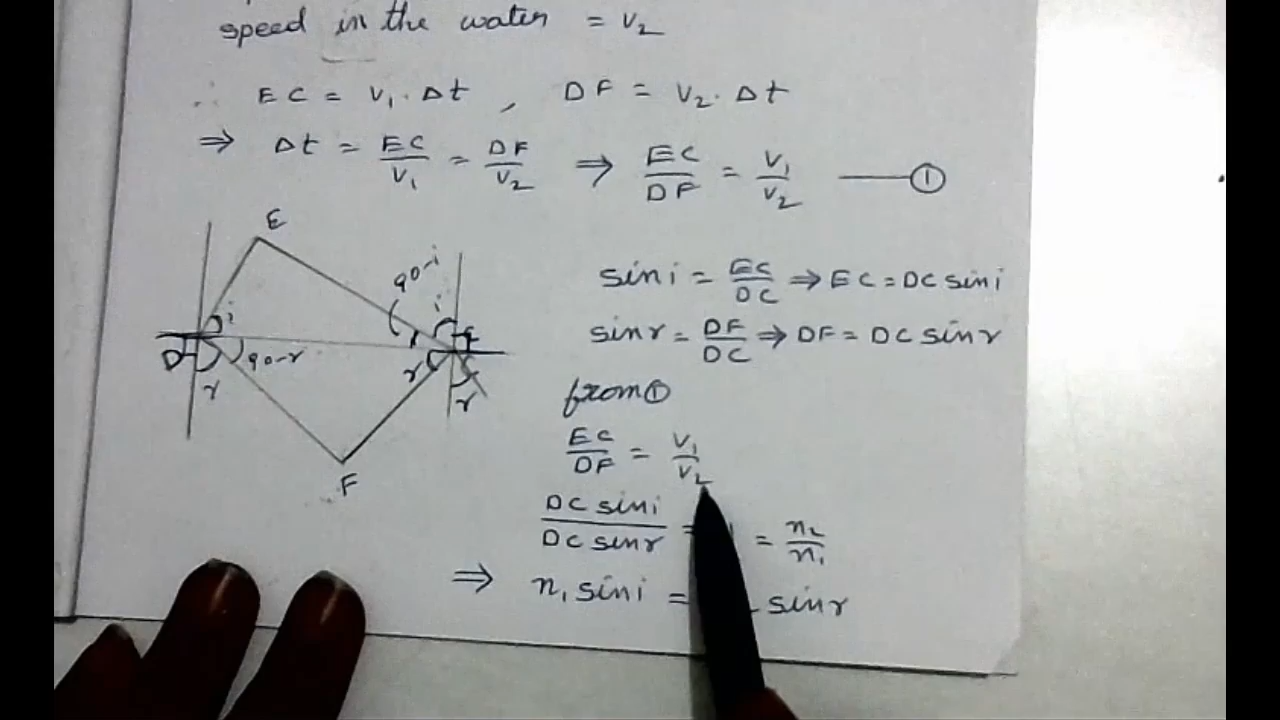 speed in the water = V₂
∴ EC = V₁ . Δt , DF = V₂ . Δt
⇒ Δt = EC/V₁ = DF/V₂ ⇒ EC/DF = V₁/V₂ —— ①
E
90-i
i
i
D
90-r
r
r
r
F
sin i = EC/DC ⇒ EC = DC sin i
sin r = DF/DC ⇒ DF = DC sin r
from ①
EC/DF = V₁/V₂
DC sin i/DC sin r = = n₂/n₁
⇒ n₁ sin i = sin r